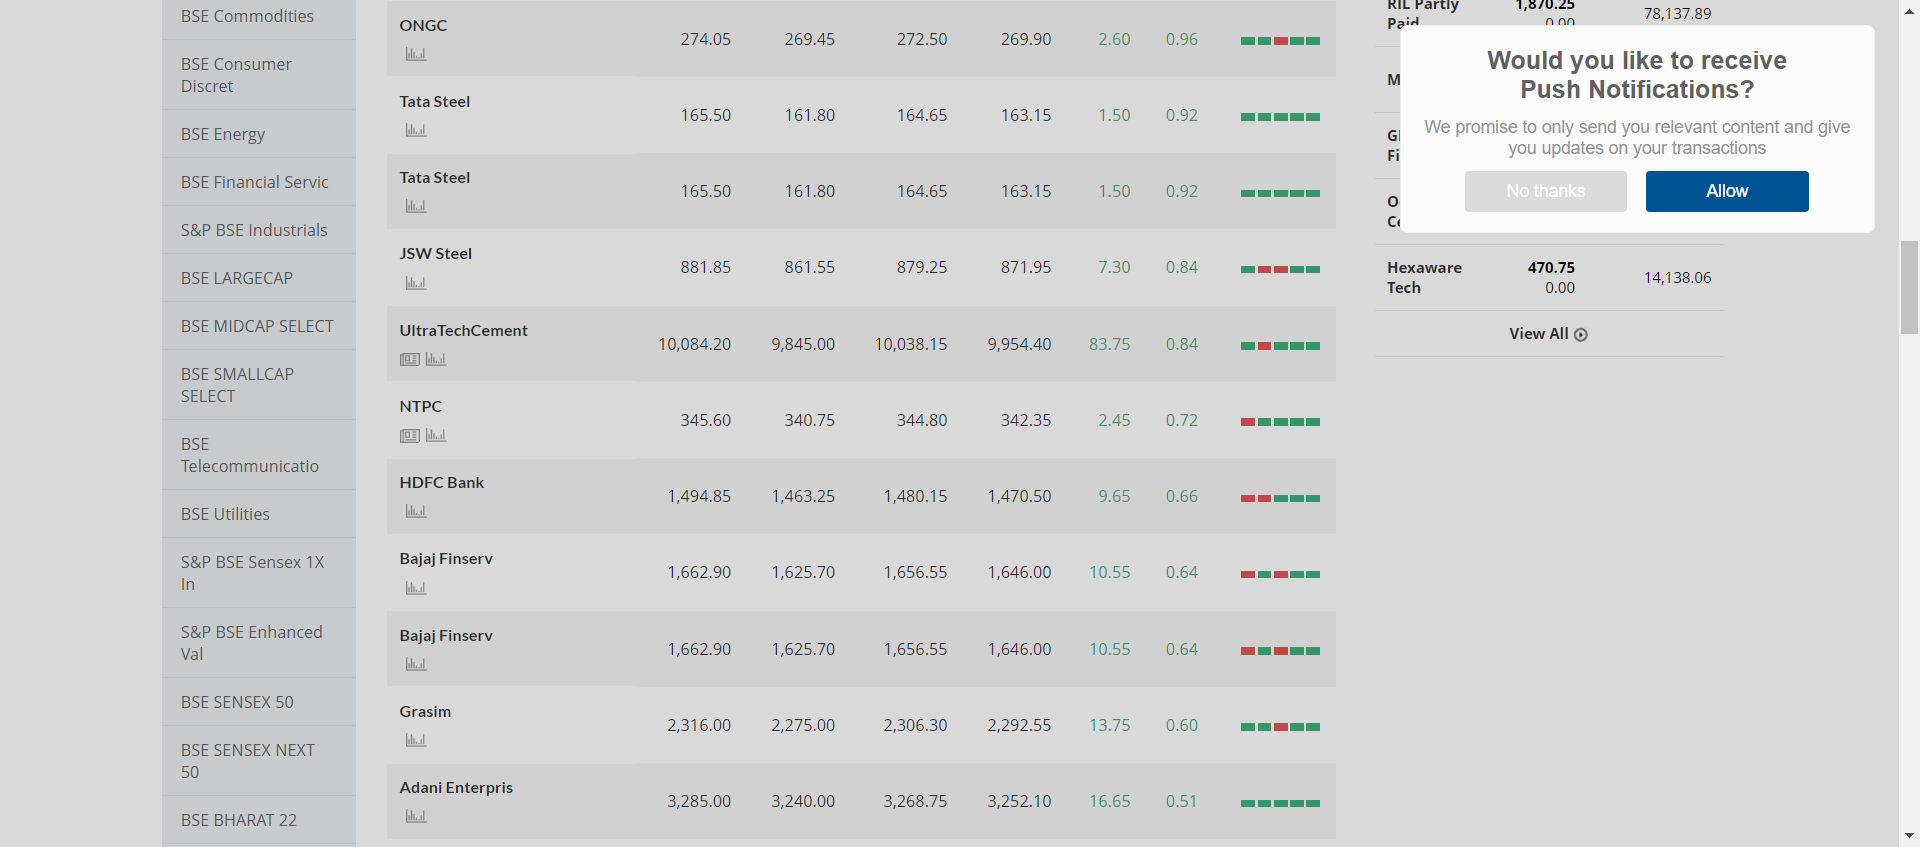 BSE Commodities
BSE Consumer
Discret
BSE Energy
BSE Financial Servic
S&P BSE Industrials
BSE LARGECAP
BSE MIDCAP SELECT
BSE SMALLCAP
SELECT
BSE
Telecommunicatio
BSE Utilities
S&P BSE Sensex 1X
In
S&P BSE Enhanced
Val
BSE SENSEX 50
BSE SENSEX NEXT
50
BSE BHARAT 22
ONGC
274.05 269.45 272.50 269.90 2.60 0.96
Tata Steel
165.50 161.80 164.65 163.15 1.50 0.92
Tata Steel
165.50 161.80 164.65 163.15 1.50 0.92
JSW Steel
881.85 861.55 879.25 871.95 7.30 0.84
UltraTechCement
10,084.20 9,845.00 10,038.15 9,954.40 83.75 0.84
NTPC
345.60 340.75 344.80 342.35 2.45 0.72
HDFC Bank
1,494.85 1,463.25 1,480.15 1,470.50 9.65 0.66
Bajaj Finserv
1,662.90 1,625.70 1,656.55 1,646.00 10.55 0.64
Bajaj Finserv
1,662.90 1,625.70 1,656.55 1,646.00 10.55 0.64
Grasim
2,316.00 2,275.00 2,306.30 2,292.55 13.75 0.60
Adani Enterpris
3,285.00 3,240.00 3,268.75 3,252.10 16.65 0.51
RIL Partly 1,870.25
Paid 0.00 78,137.89
Would you like to receive
Push Notifications?
We promise to only send you relevant content and give
you updates on your transactions
No thanks Allow
Hexaware 470.75
Tech 0.00 14,138.06
View All